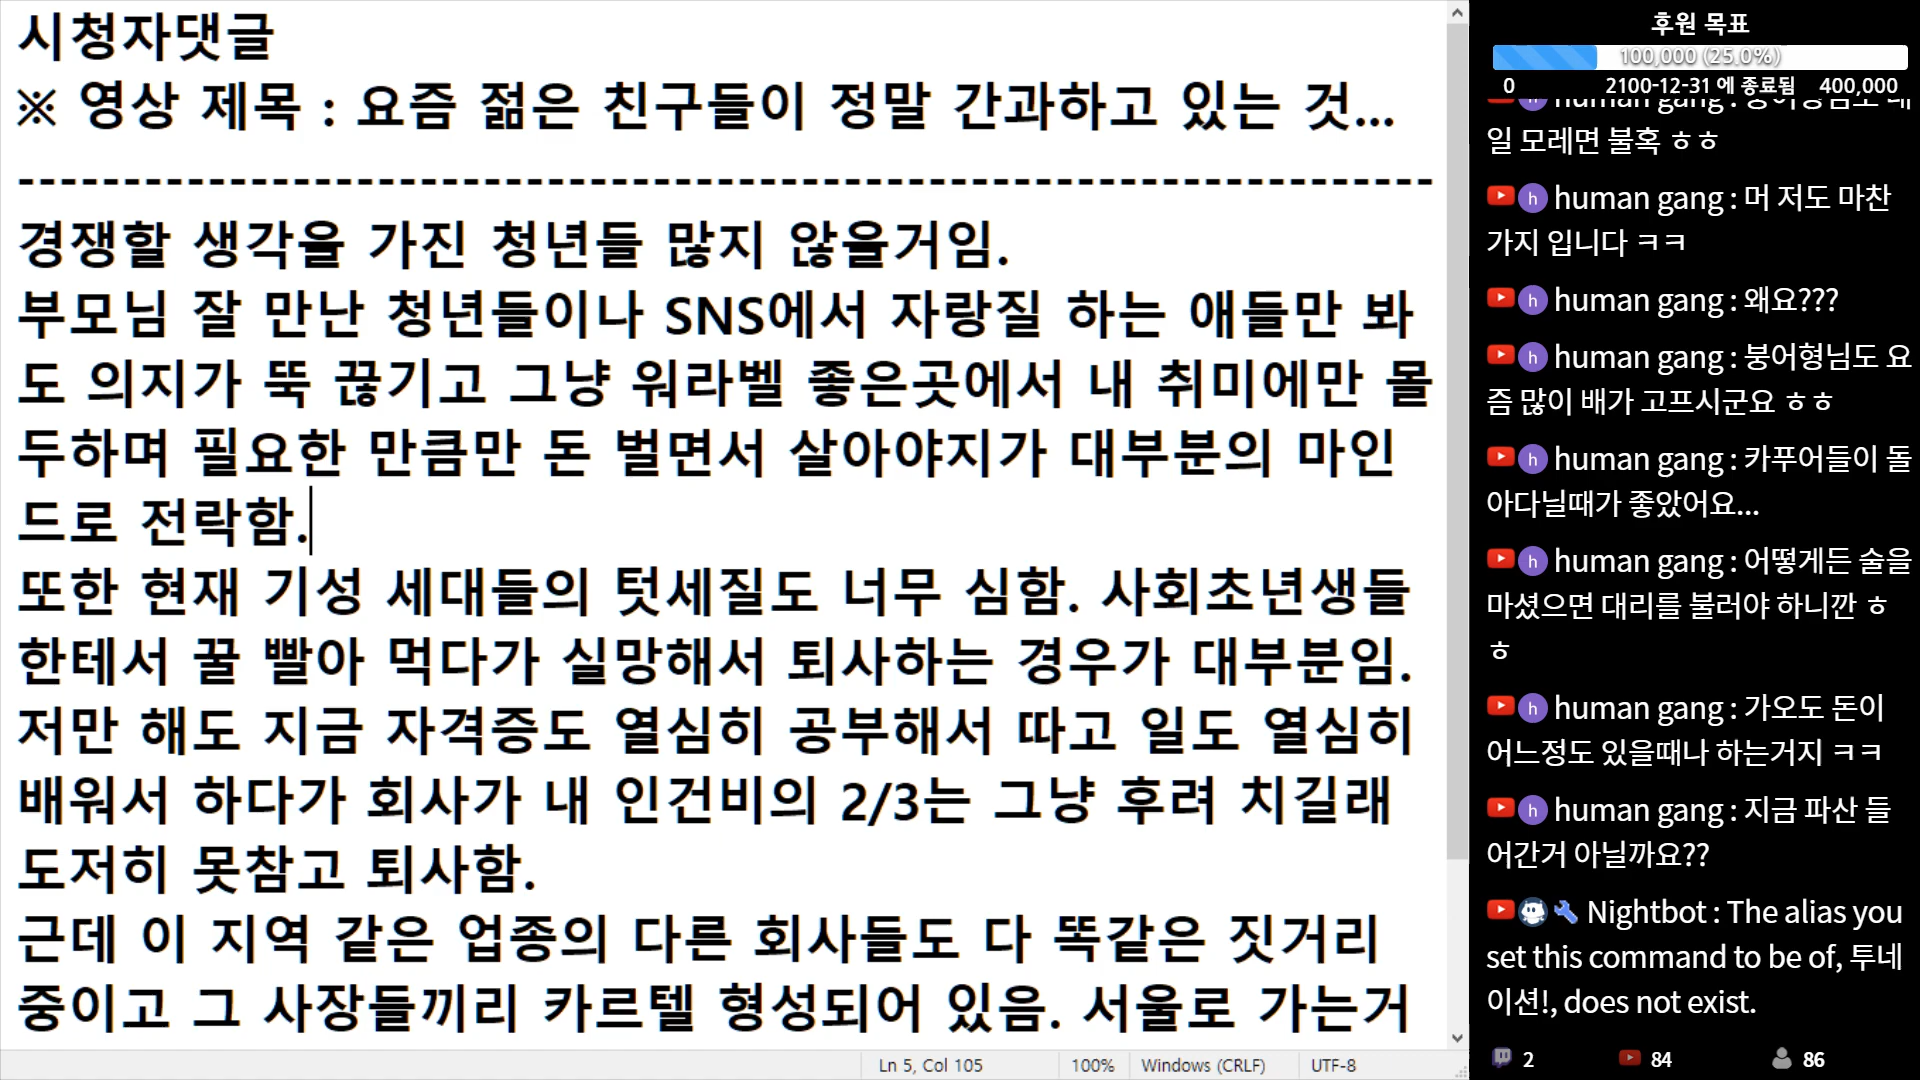 시청자댓글
※ 영상 제목 : 요즘 젊은 친구들이 정말 간과하고 있는 것...
--------------------------------------------------------------------
경쟁할 생각을 가진 청년들 많지 않을거임.
부모님 잘 만난 청년들이나 SNS에서 자랑질 하는 애들만 봐
도 의지가 뚝 끊기고 그냥 워라벨 좋은곳에서 내 취미에만 몰
두하며 필요한 만큼만 돈 벌면서 살아야지가 대부분의 마인
드로 전락함.
또한 현재 기성 세대들의 텃세질도 너무 심함. 사회초년생들
한테서 꿀 빨아 먹다가 실망해서 퇴사하는 경우가 대부분임.
저만 해도 지금 자격증도 열심히 공부해서 따고 일도 열심히
배워서 하다가 회사가 내 인건비의 2/3는 그냥 후려 치길래
도저히 못참고 퇴사함.
근데 이 지역 같은 업종의 다른 회사들도 다 똑같은 짓거리
중이고 그 사장들끼리 카르텔 형성되어 있음. 서울로 가는거
Ln 5, Col 105
100%
Windows (CRLF)
UTF-8
후원 목표
100,000 (25.0%)
0
2100-12-31 에 종료됨
400,000
human gang :
일 모레면 불혹 ㅎㅎ
h human gang : 머 저도 마찬
가지 입니다 ㅋㅋ
h human gang : 왜요???
h human gang : 붕어형님도 요
즘 많이 배가 고프시군요 ㅎㅎ
h human gang : 카푸어들이 돌
아다닐때가 좋았어요...
h human gang : 어떻게든 술을
마셨으면 대리를 불러야 하니깐 ㅎ
ㅎ
h human gang : 가오도 돈이
어느정도 있을때나 하는거지 ㅋㅋ
h human gang : 지금 파산 들
어간거 아닐까요??
Nightbot : The alias you
set this command to be of, 투네
이션!, does not exist.
2
84
86